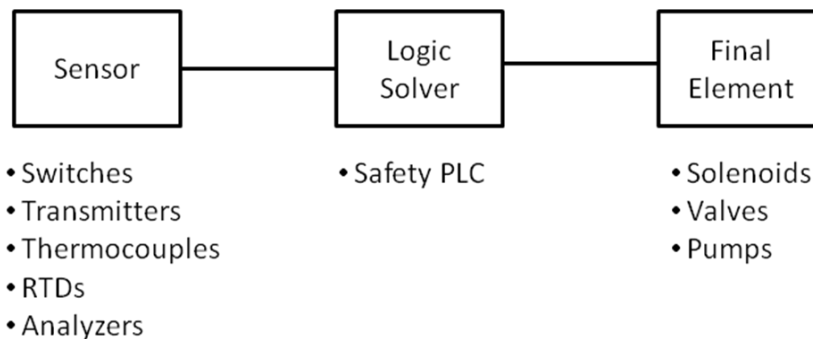 Sensor
Logic
Solver
Final
Element
• Switches
• Transmitters
• Thermocouples
• RTDs
• Analyzers
• Safety PLC
• Solenoids
• Valves
• Pumps